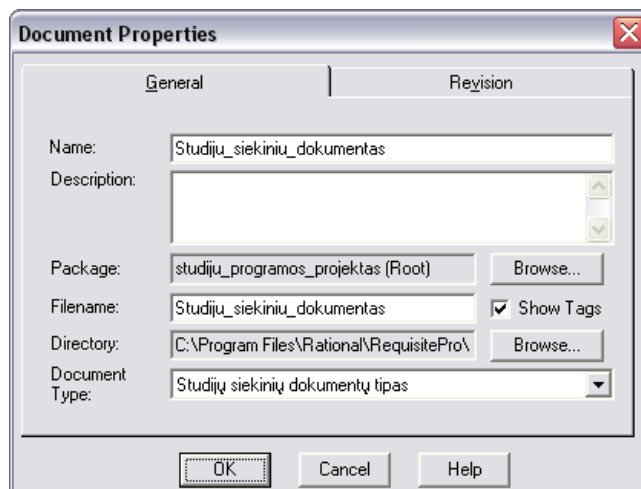 Document Properties
General Revision
Name: Studiju_siekiniu_dokumentas
Description:
Package: studiju_programos_projektas (Root) Browse...
Filename: Studiju_siekiniu_dokumentas Show Tags
Directory: C:\Program Files\Rational\RequisitePro\ Browse...
Document
Type: Studijų siekinių dokumentų tipas
OK Cancel Help